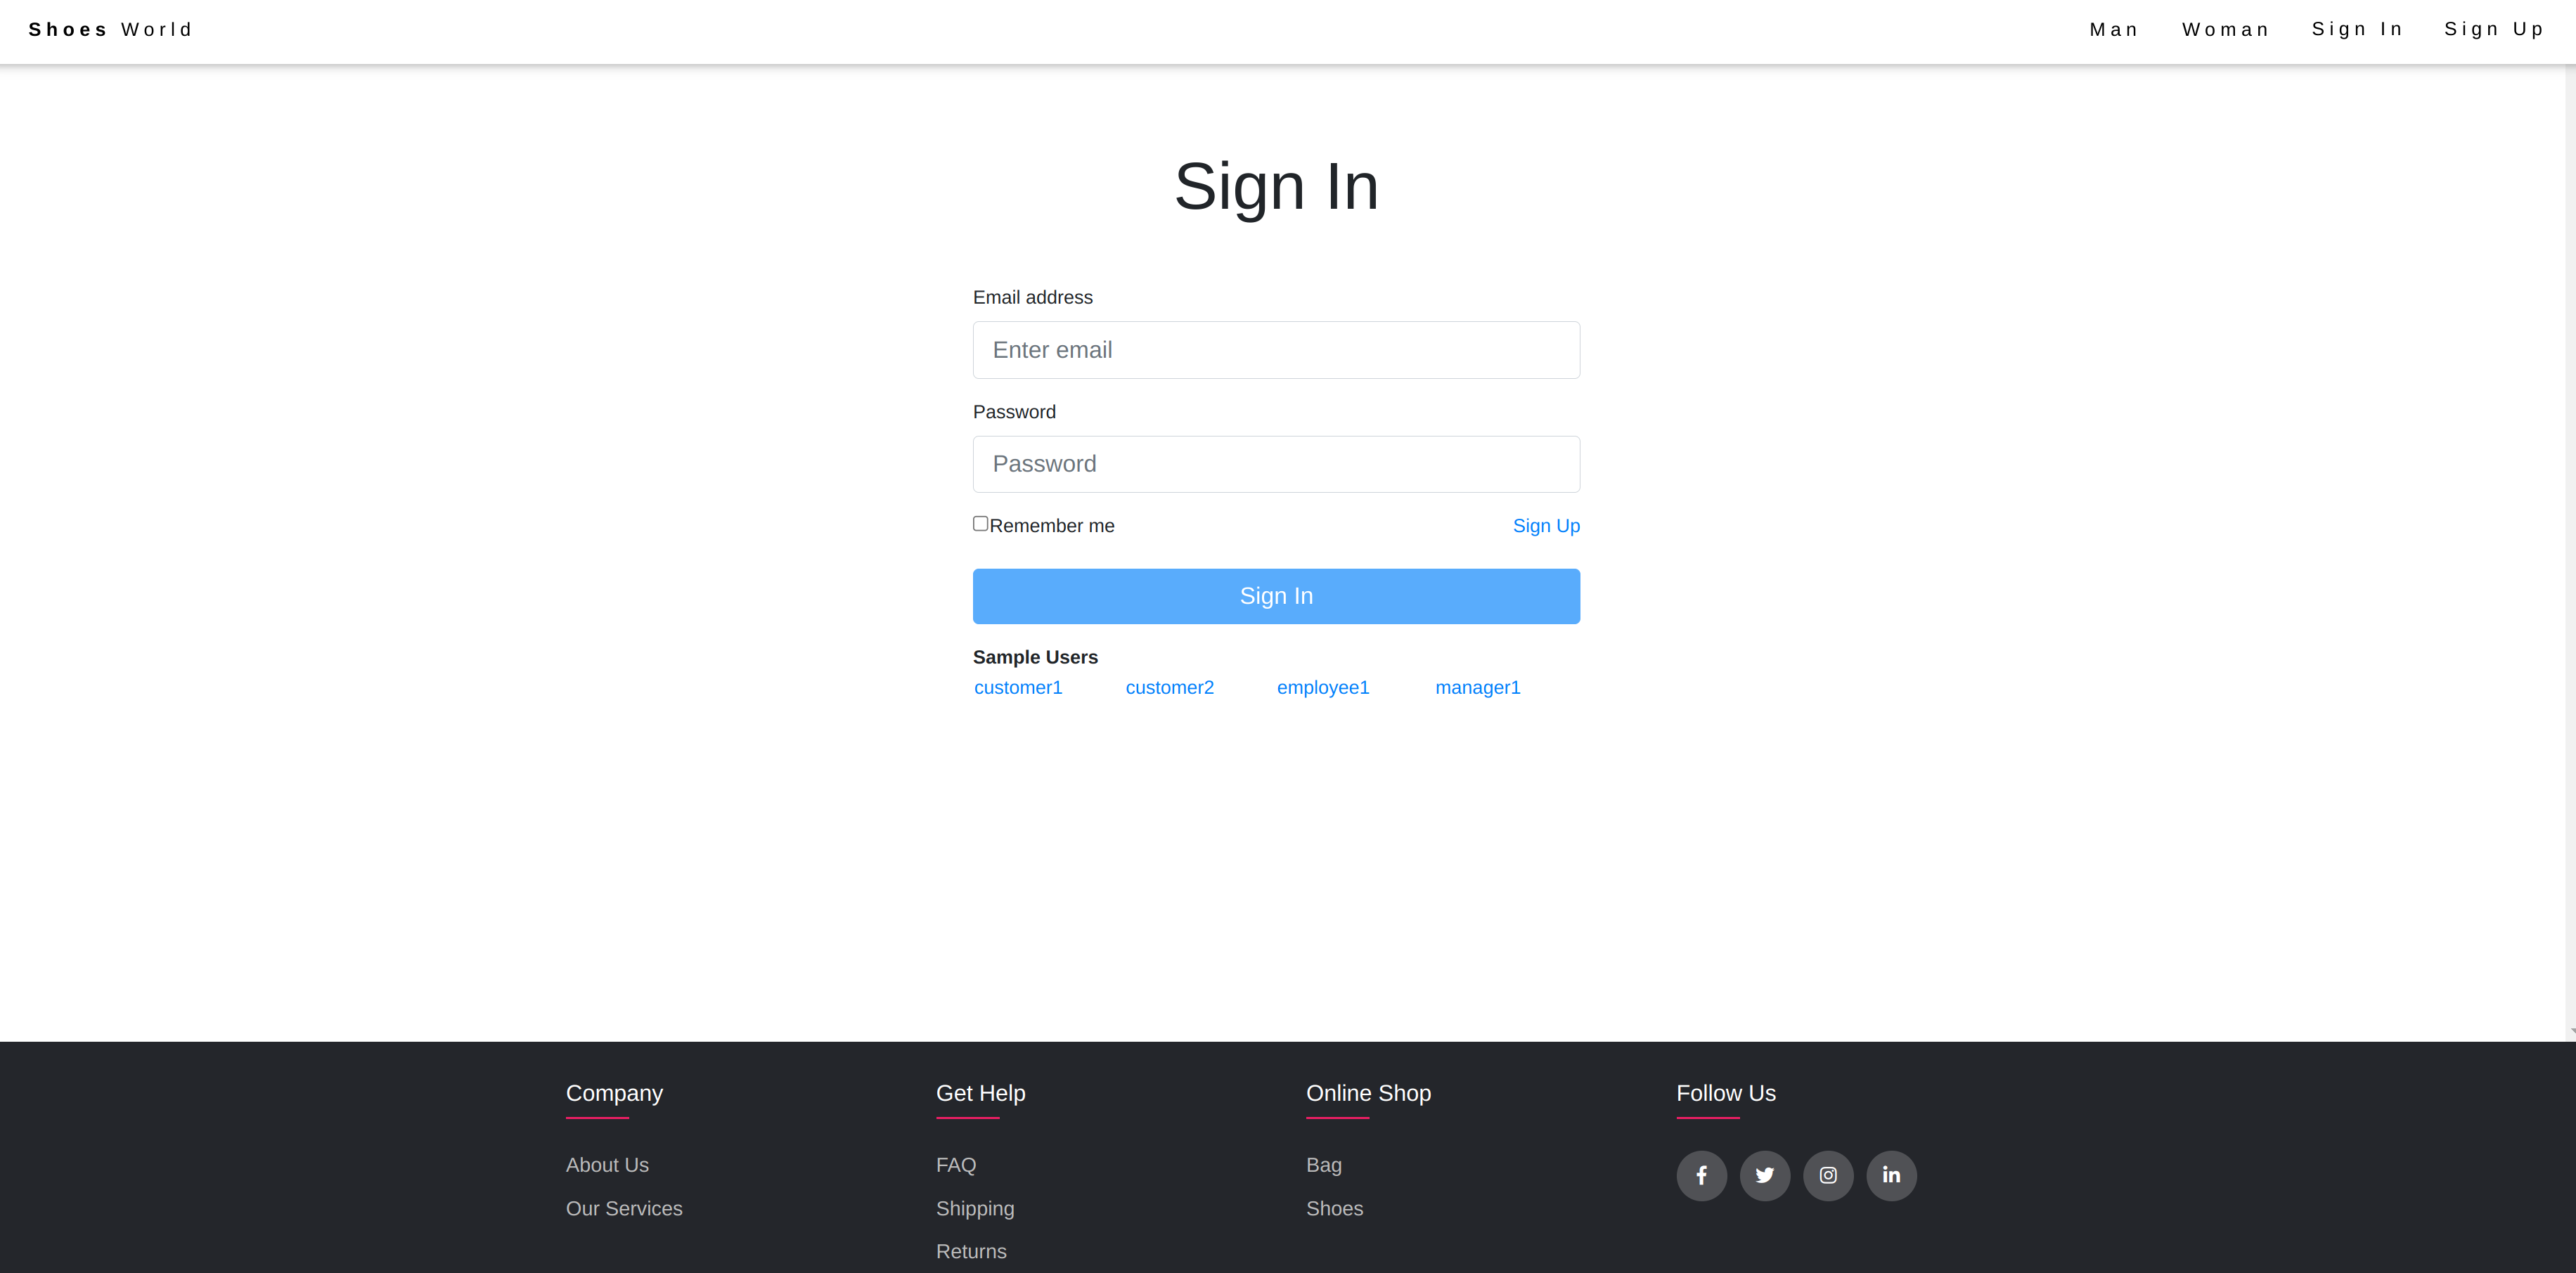 Shoes World Man Woman Sign In Sign Up
Sign In
Email address
Enter email
Password
Password
Remember me Sign Up
Sign In
Sample Users
customer1 customer2 employee1 manager1
Company Get Help Online Shop Follow Us
About Us FAQ Bag
Our Services Shipping Shoes
Returns